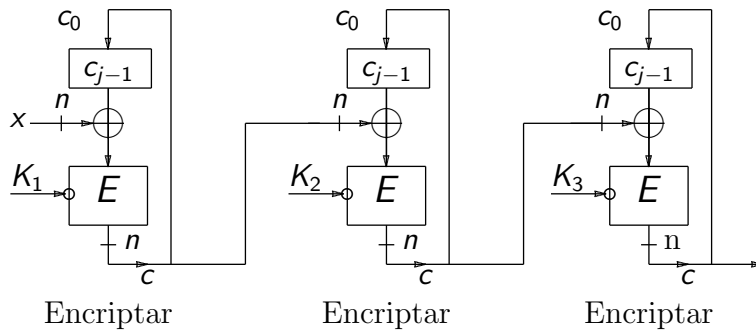 c₀ c₀ c₀
cⱼ₋₁ cⱼ₋₁ cⱼ₋₁
x n n n
K₁ E K₂ E K₃ E
n n n
c c c
Encriptar Encriptar Encriptar